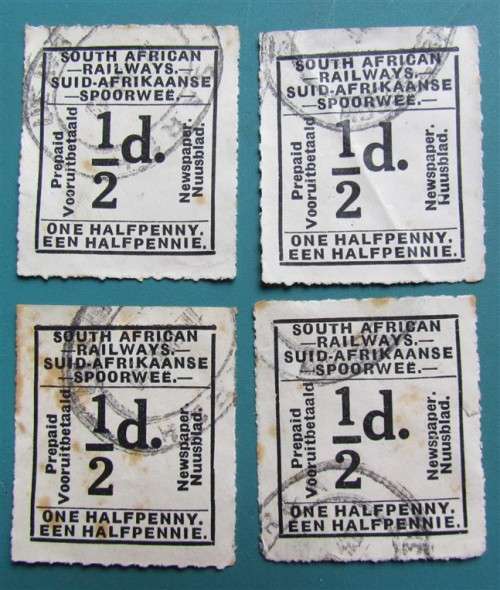 SOUTH AFRICAN
—RAILWAYS.—
SUID-AFRIKAANSE
—SPOORWEË.—
Prepaid
Vooruitbetaald
½d.
Newspaper.
Nuusblad.
ONE HALFPENNY.
EEN HALFPENNIE.
SOUTH AFRICAN
—RAILWAYS.—
SUID-AFRIKAANSE
—SPOORWEË.—
Prepaid
Vooruitbetaald
½d.
Newspaper.
Nuusblad.
ONE HALFPENNY.
EEN HALFPENNIE.
SOUTH AFRICAN
—RAILWAYS.—
SUID-AFRIKAANSE
—SPOORWEË.—
Prepaid
Vooruitbetaald
½d.
Newspaper.
Nuusblad.
ONE HALFPENNY.
EEN HALFPENNIE.
SOUTH AFRICAN
—RAILWAYS.—
SUID-AFRIKAANSE
SPOORWEË.—
Prepaid
Vooruitbetaald
½d.
Newspaper.
Nuusblad.
ONE HALFPENNY.
EEN HALFPENNIE.